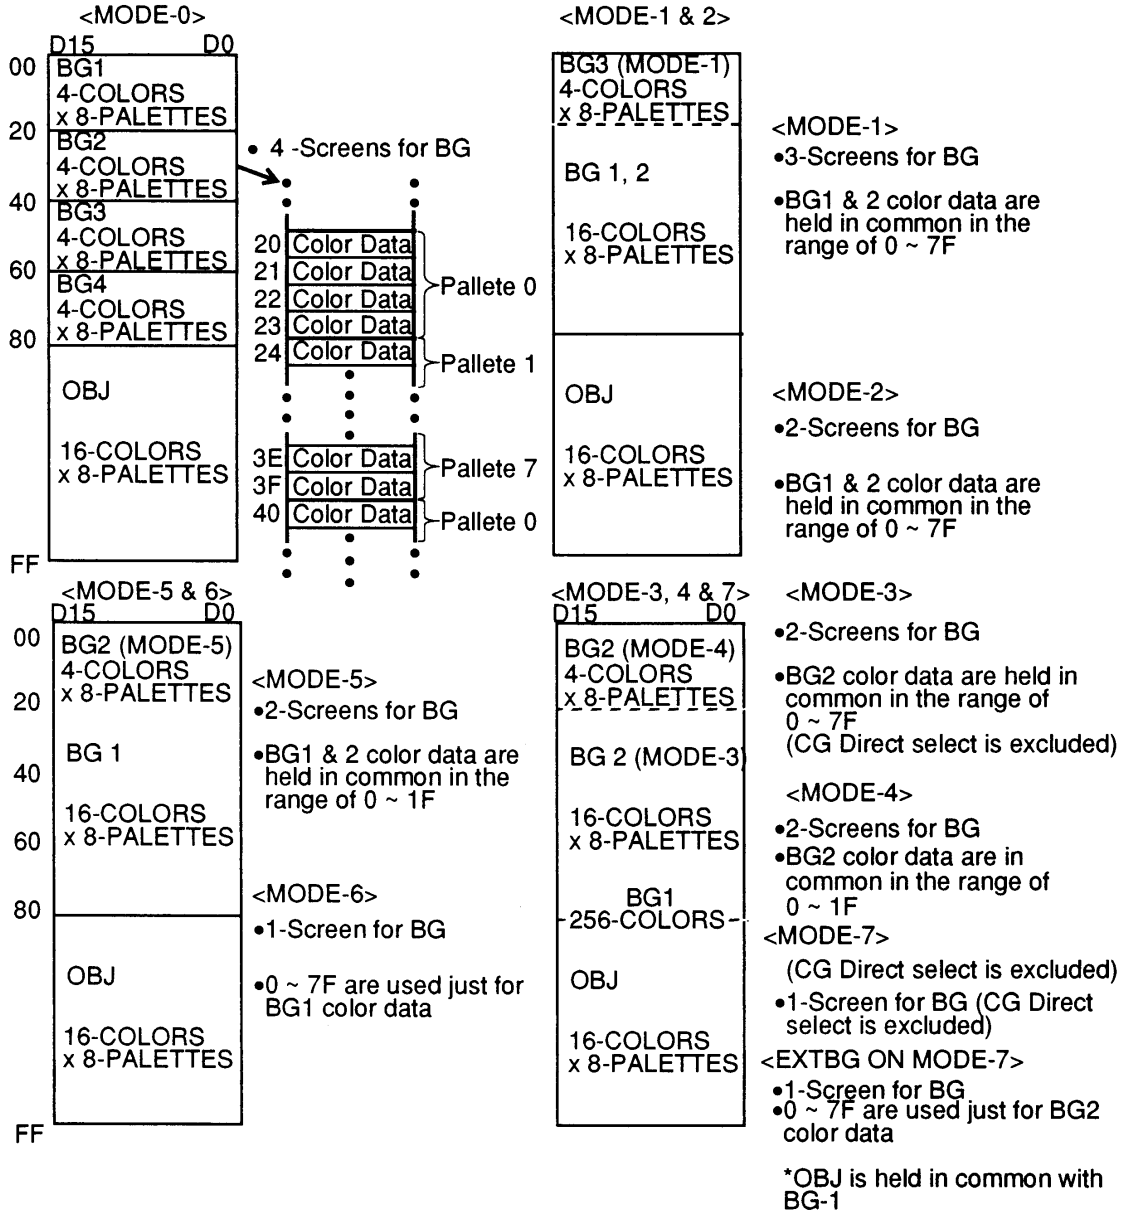 <MODE-0>
D15 D0
00
BG1
4-COLORS
x 8-PALETTES
20
BG2
4-COLORS
x 8-PALETTES
40
BG3
4-COLORS
x 8-PALETTES
60
BG4
4-COLORS
x 8-PALETTES
80
OBJ
16-COLORS
x 8-PALETTES
FF
• 4 -Screens for BG
20 Color Data
21 Color Data
22 Color Data
23 Color Data
Pallete 0
24 Color Data
Pallete 1
3E Color Data
3F Color Data
Pallete 7
40 Color Data
Pallete 0
<MODE-1 & 2>
BG3 (MODE-1)
4-COLORS
x 8-PALETTES
BG 1, 2
16-COLORS
x 8-PALETTES
OBJ
16-COLORS
x 8-PALETTES
<MODE-1>
•3-Screens for BG
•BG1 & 2 color data are
held in common in the
range of 0 ~ 7F
<MODE-2>
•2-Screens for BG
•BG1 & 2 color data are
held in common in the
range of 0 ~ 7F
<MODE-5 & 6>
D15 D0
00
BG2 (MODE-5)
4-COLORS
x 8-PALETTES
20
BG 1
40
16-COLORS
x 8-PALETTES
60
80
OBJ
16-COLORS
x 8-PALETTES
FF
<MODE-5>
•2-Screens for BG
•BG1 & 2 color data are
held in common in the
range of 0 ~ 1F
<MODE-6>
•1-Screen for BG
•0 ~ 7F are used just for
BG1 color data
<MODE-3, 4 & 7>
D15 D0
BG2 (MODE-4)
4-COLORS
x 8-PALETTES
BG 2 (MODE-3)
16-COLORS
x 8-PALETTES
BG1
256-COLORS
OBJ
16-COLORS
x 8-PALETTES
<MODE-3>
•2-Screens for BG
•BG2 color data are held in
common in the range of
0 ~ 7F
(CG Direct select is excluded)
<MODE-4>
•2-Screens for BG
•BG2 color data are in
common in the range of
0 ~ 1F
<MODE-7>
(CG Direct select is excluded)
•1-Screen for BG (CG Direct
select is excluded)
<EXTBG ON MODE-7>
•1-Screen for BG
•0 ~ 7F are used just for BG2
color data
*OBJ is held in common with
BG-1